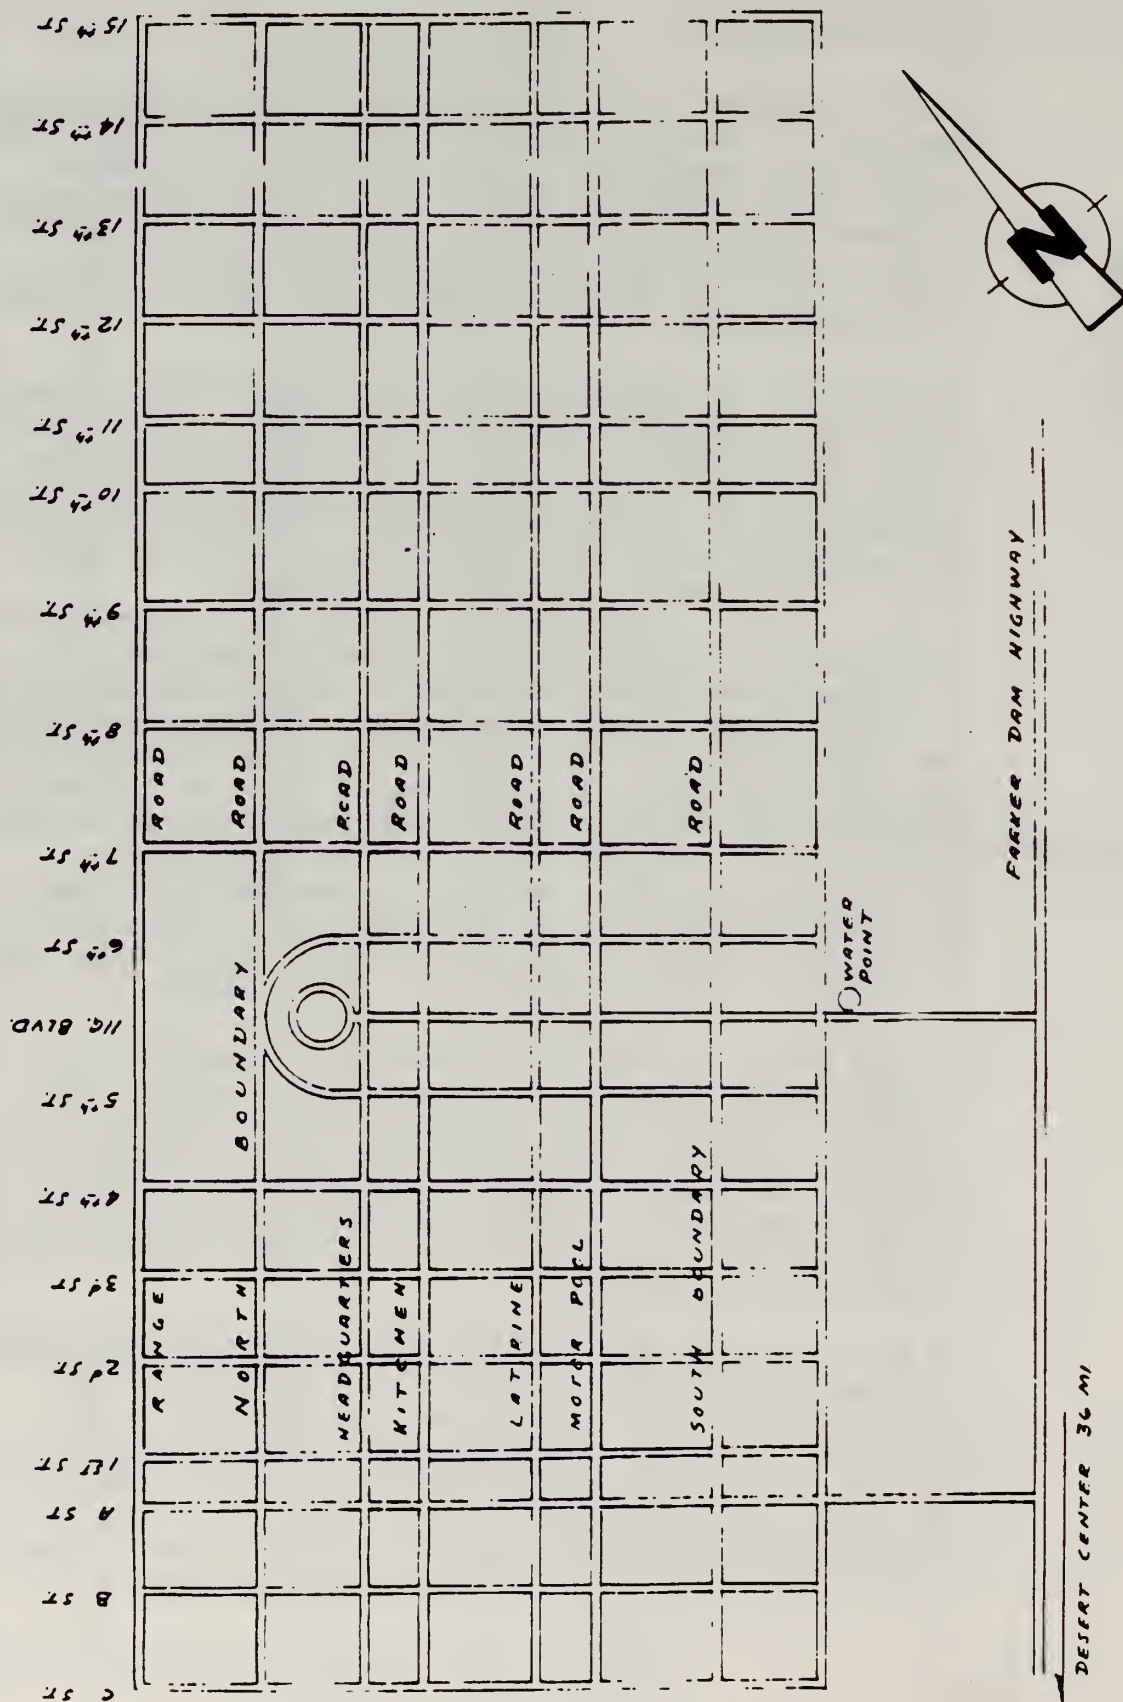 15th ST
14th ST.
13th ST.
12th ST.
11th ST.
10th ST.
9th ST.
8th ST.
7th ST.
6th ST
11G. BLVD.
5th ST.
4th ST.
3d ST
2d ST
1st ST
A ST
B ST.
C ST
RANGE ROAD
NORTH BOUNDARY ROAD
HEADQUARTERS ROAD
KITCHEN ROAD
LATRINE ROAD
MOTOR POOL ROAD
SOUTH BOUNDARY ROAD
WATER
POINT
PARKER DAM HIGHWAY
DESERT CENTER 36 MI.
N